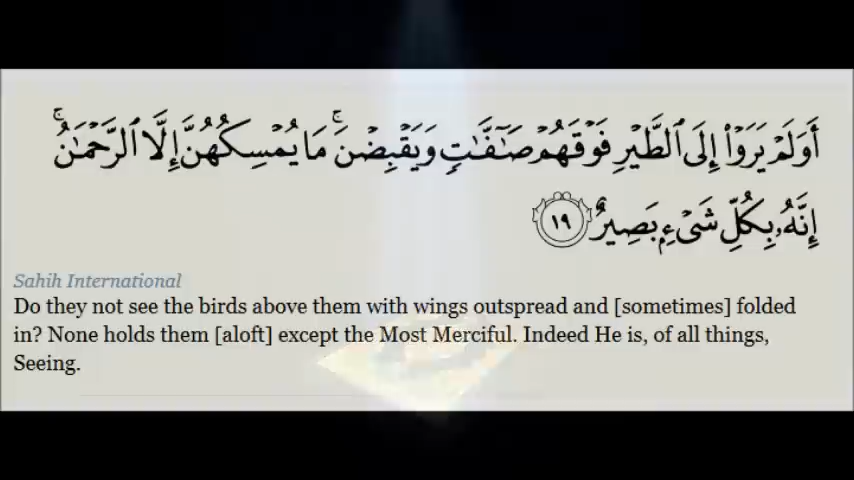 أَوَلَمْ يَرَوْا۟ إِلَى ٱلطَّيْرِ فَوْقَهُمْ صَـٰٓفَّـٰتٍ وَيَقْبِضْنَ ۚ مَا يُمْسِكُهُنَّ إِلَّا ٱلرَّحْمَـٰنُ ۚ
إِنَّهُۥ بِكُلِّ شَىْءٍۭ بَصِيرٌ ١٩
Sahih International
Do they not see the birds above them with wings outspread and [sometimes] folded
in? None holds them [aloft] except the Most Merciful. Indeed He is, of all things,
Seeing.